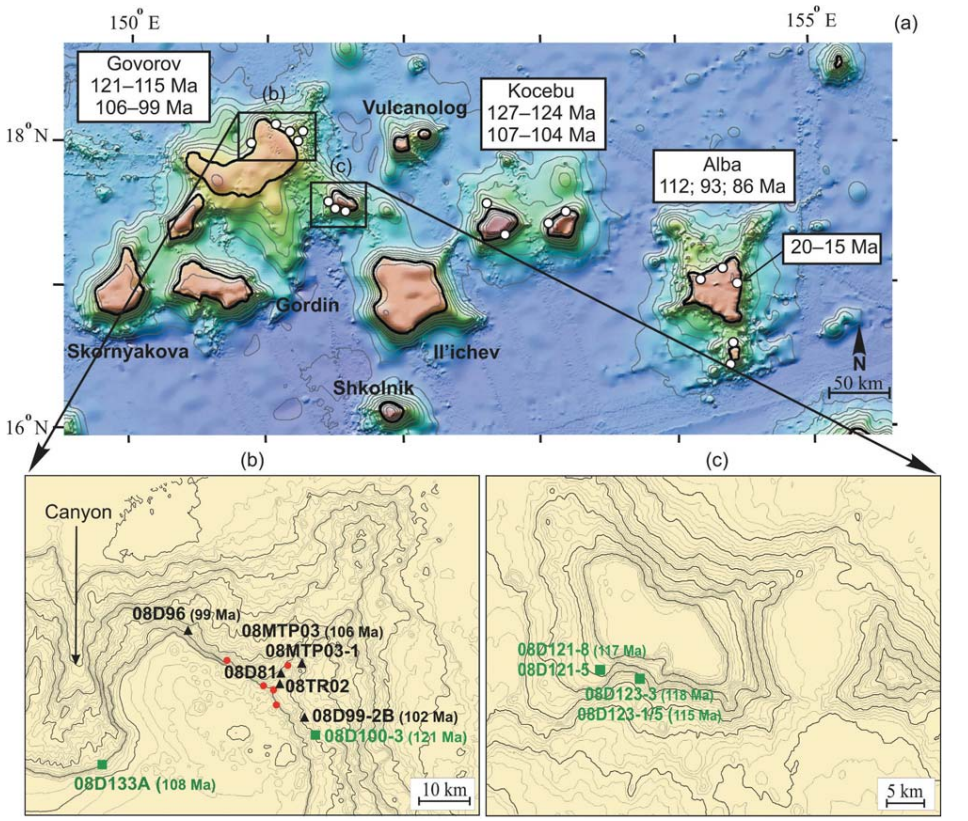 150° E
155° E
(a)
Govorov
121–115 Ma
106–99 Ma
(b)
Vulcanolog
Kocebu
127–124 Ma
107–104 Ma
18°N
(c)
Alba
112; 93; 86 Ma
20–15 Ma
Gordin
Skornyakova
Il'ichev
N
Shkolnik
50 km
16°N
(b)
(c)
Canyon
08D96 (99 Ma)
08MTP03 (106 Ma)
08MTP03-1
08D81
08TR02
08D99-2B (102 Ma)
08D100-3 (121 Ma)
08D133A (108 Ma)
10 km
08D121-8 (117 Ma)
08D121-5
08D123-3 (118 Ma)
08D123-1/5 (115 Ma)
5 km